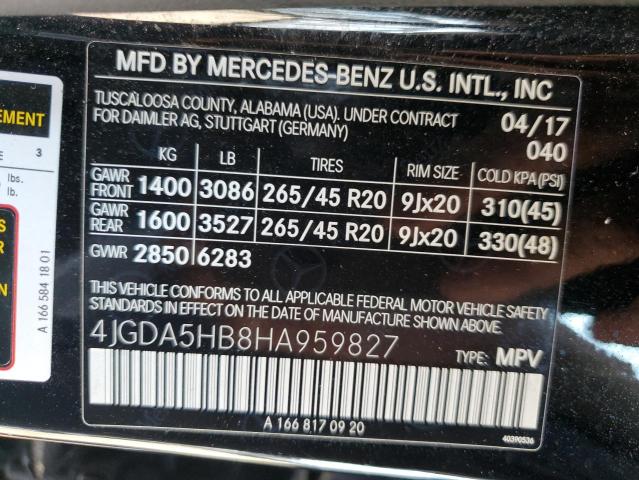 MFD BY MERCEDES-BENZ U.S. INTL., INC
TUSCALOOSA COUNTY, ALABAMA (USA). UNDER CONTRACT
FOR DAIMLER AG, STUTTGART (GERMANY)
04/17
040
KG LB TIRES RIM SIZE COLD KPA(PSI)
GAWR FRONT 1400 3086 265/45 R20 9Jx20 310(45)
GAWR REAR 1600 3527 265/45 R20 9Jx20 330(48)
GVWR 2850 6283
THIS VEHICLE CONFORMS TO ALL APPLICABLE FEDERAL MOTOR VEHICLE SAFETY
STANDARDS IN EFFECT ON THE DATE OF MANUFACTURE SHOWN ABOVE.
4JGDA5HB8HA959827
TYPE: MPV
A 166 817 09 20
40390536
3
lbs.
lbs.
A 166 584 18 01